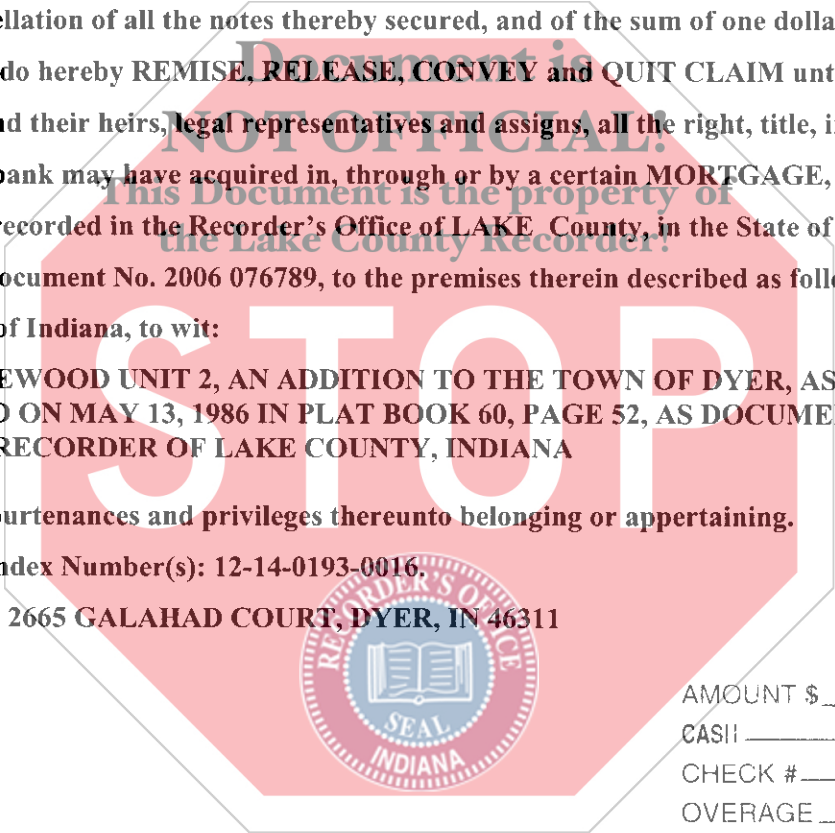 ellation of all the notes thereby secured, and of the sum of one dolla
Document is
do hereby REMISE, RELEASE, CONVEY and QUIT CLAIM unt
NOT OFFICIAL!
nd their heirs, legal representatives and assigns, all the right, title, i
bank may have acquired in, through or by a certain MORTGAGE,
This Document is the property of
recorded in the Recorder's Office of LAKE County, in the State of
the Lake County Recorder!
ocument No. 2006 076789, to the premises therein described as foll
of Indiana, to wit:
STOP
EWOOD UNIT 2, AN ADDITION TO THE TOWN OF DYER, AS
D ON MAY 13, 1986 IN PLAT BOOK 60, PAGE 52, AS DOCUME
RECORDER OF LAKE COUNTY, INDIANA
urtenances and privileges thereunto belonging or appertaining.
ndex Number(s): 12-14-0193-0016.
2665 GALAHAD COURT, DYER, IN 46311
RECORDER'S OFFICE
SEAL
INDIANA
AMOUNT $
CASH
CHECK #
OVERAGE